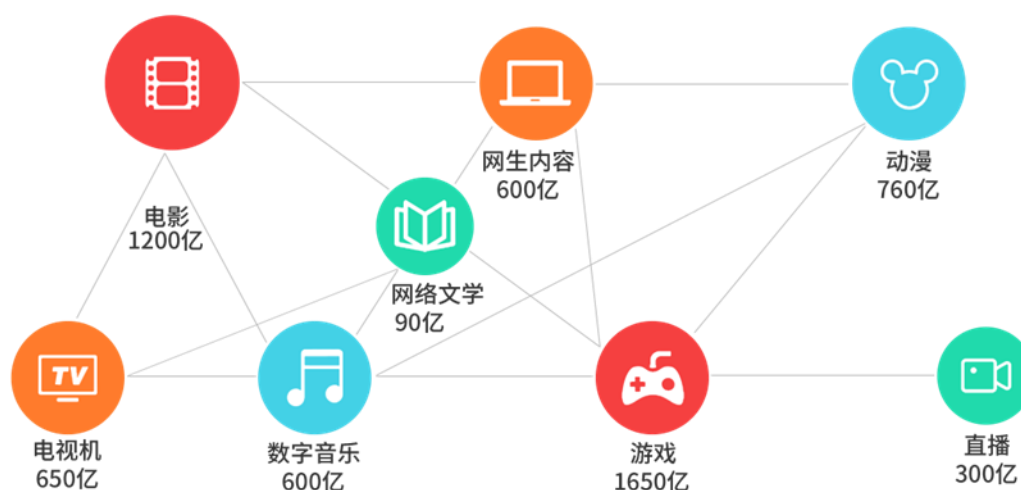 网生内容
600亿
动漫
760亿
电影
1200亿
网络文学
90亿
TV
电视机
650亿
数字音乐
600亿
游戏
1650亿
直播
300亿